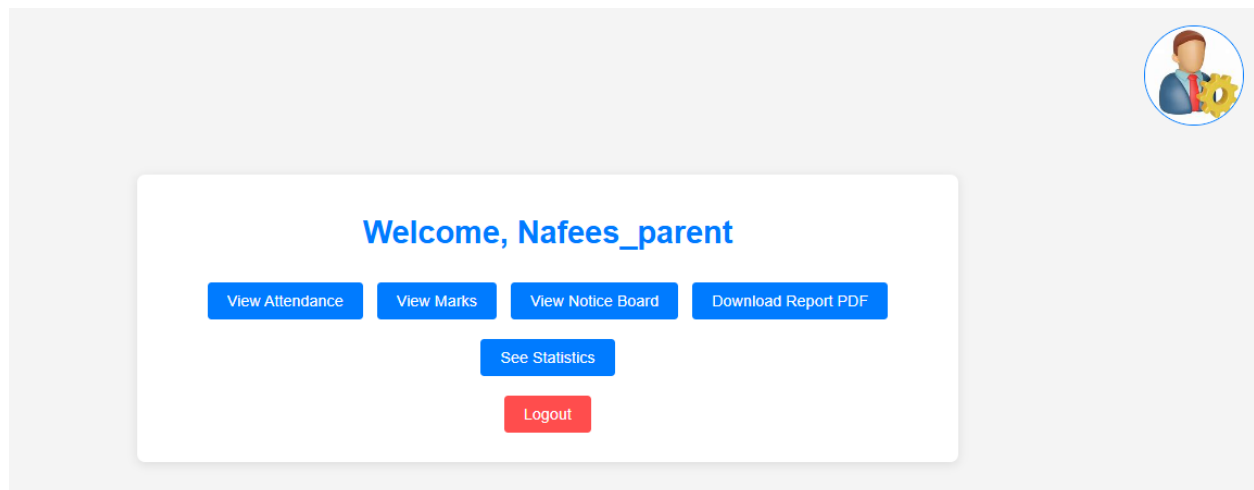 Welcome, Nafees_parent
View Attendance View Marks View Notice Board Download Report PDF
See Statistics
Logout